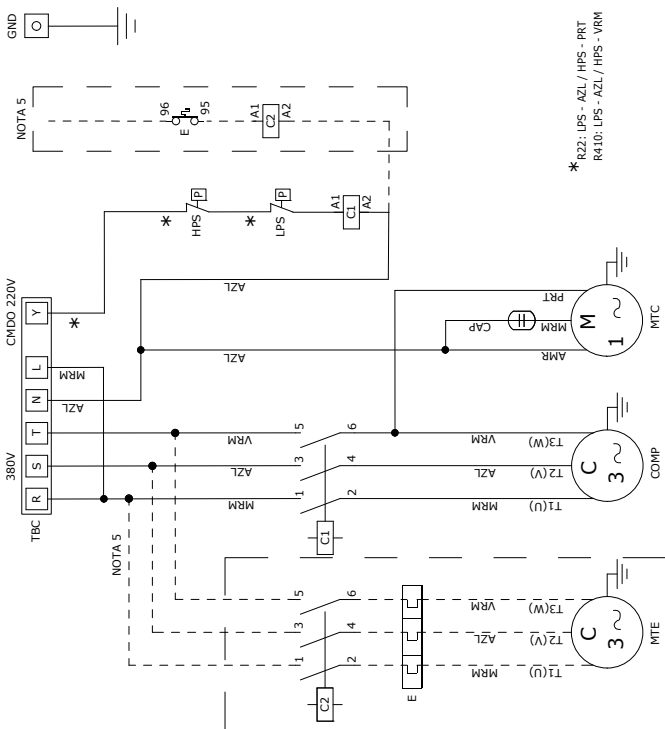 GND
NOTA 5
96
95
E
A1
C2
A2
*
HPS
P
*
LPS
P
A1
C1
A2
* R22: LPS - AZL / HPS - PRT
R410: LPS - AZL / HPS - VRM
CMDO 220V
380V
TBC
R
S
T
N
L
Y
*
MRM
AZL
AZL
AZL
VRM
AZL
MRM
NOTA 5
C1
1
3
5
2
4
6
VRM
AZL
MRM
T3(W)
T2(V)
T1(U)
C
3 ~
COMP
CAP
PRT
MRM
AMR
M
1 ~
MTC
C2
1
3
5
2
4
6
E
VRM
AZL
MRM
T3(W)
T2(V)
T1(U)
C
3 ~
MTE